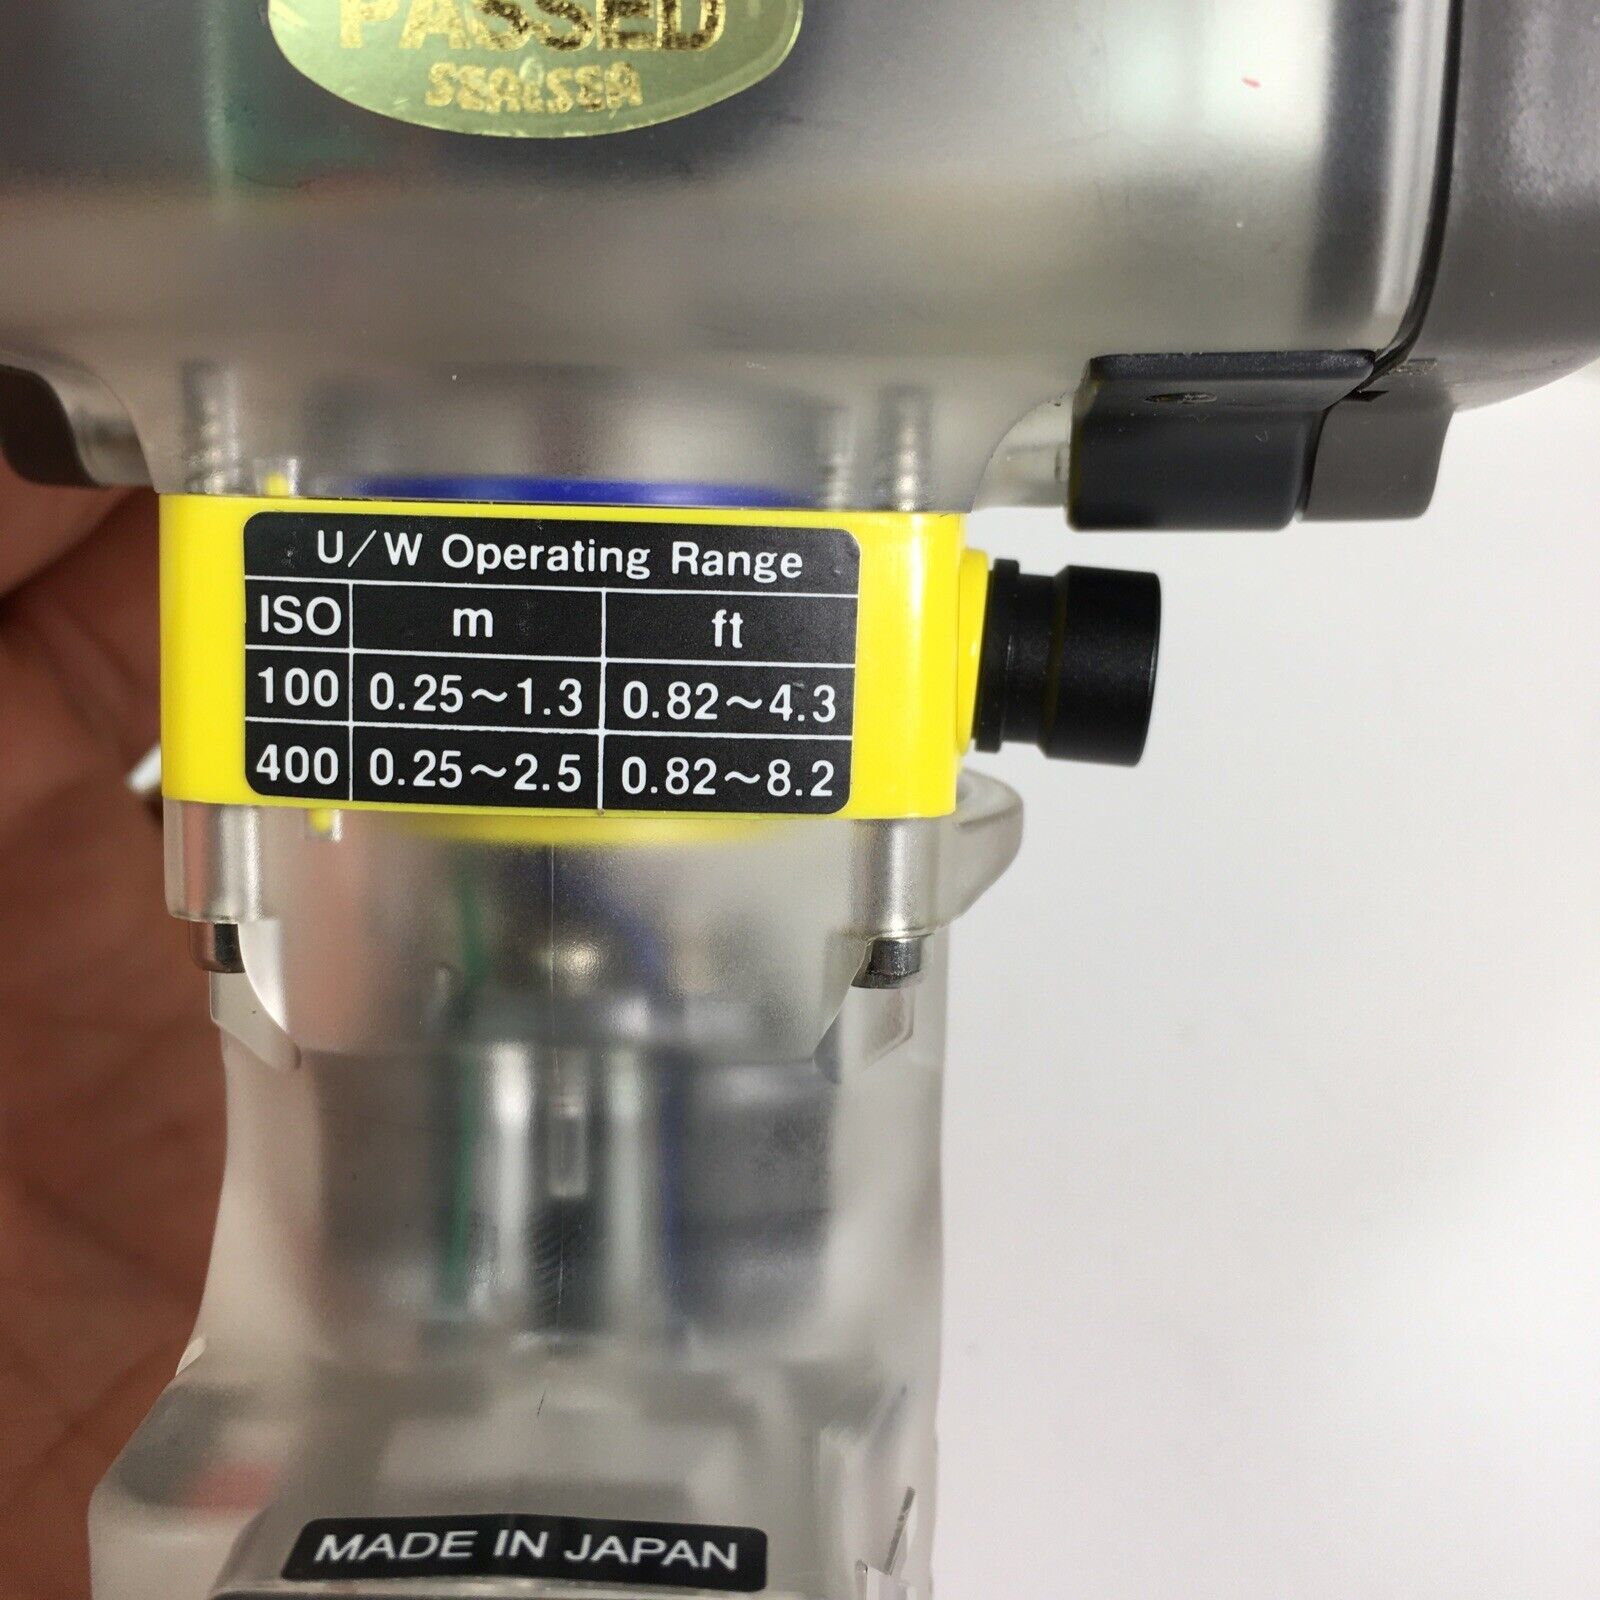 PASSED
SEA&SEA
U/W Operating Range
ISO m ft
100 0.25~1.3 0.82~4.3
400 0.25~2.5 0.82~8.2
MADE IN JAPAN